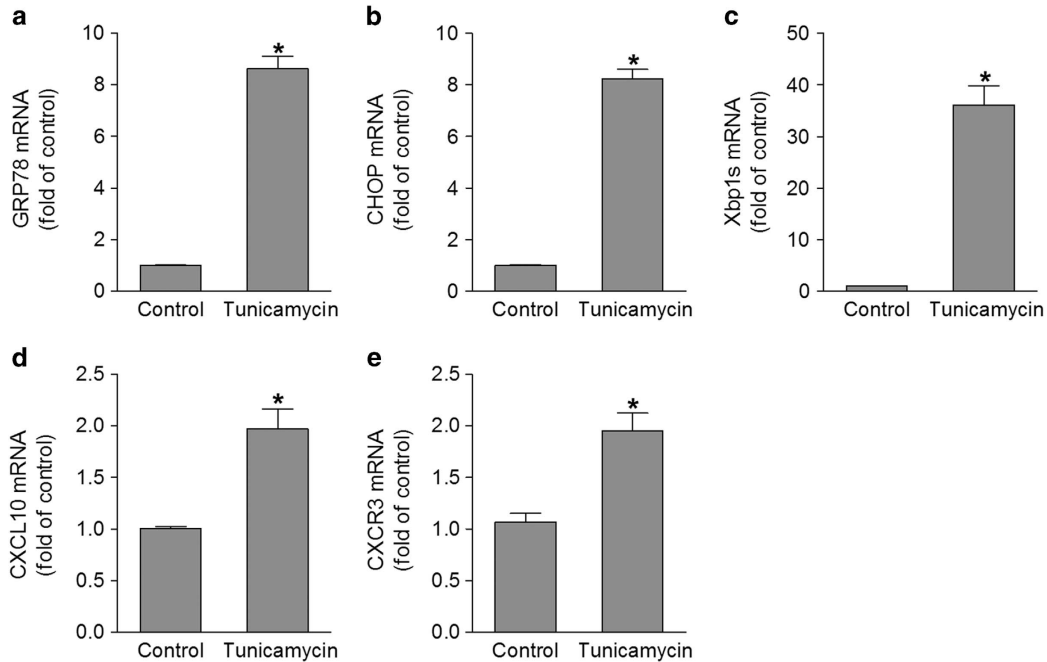 a
GRP78 mRNA
(fold of control)
10
8
6
4
2
0
*
Control Tunicamycin
b
CHOP mRNA
(fold of control)
10
8
6
4
2
0
*
Control Tunicamycin
c
Xbp1s mRNA
(fold of control)
50
40
30
20
10
0
*
Control Tunicamycin
d
CXCL10 mRNA
(fold of control)
2.5
2.0
1.5
1.0
0.5
0.0
*
Control Tunicamycin
e
CXCR3 mRNA
(fold of control)
2.5
2.0
1.5
1.0
0.5
0.0
*
Control Tunicamycin